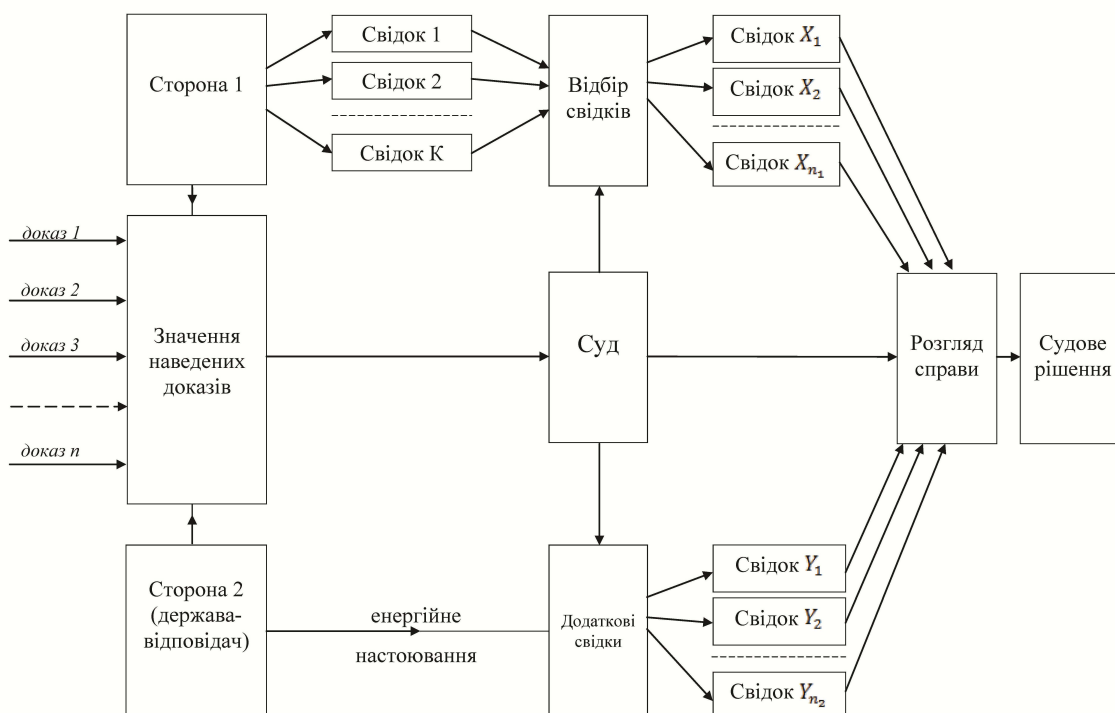 Сторона 1
Свідок 1
Свідок 2
Свідок К
Відбір
свідків
Свідок X₁
Свідок X₂
Свідок Xₙ₁
доказ 1
доказ 2
доказ 3
доказ n
Значення
наведених
доказів
Суд
Розгляд
справи
Судове
рішення
Сторона 2
(держава-
відповідач)
енергійне
настоювання
Додаткові
свідки
Свідок Y₁
Свідок Y₂
Свідок Yₙ₂